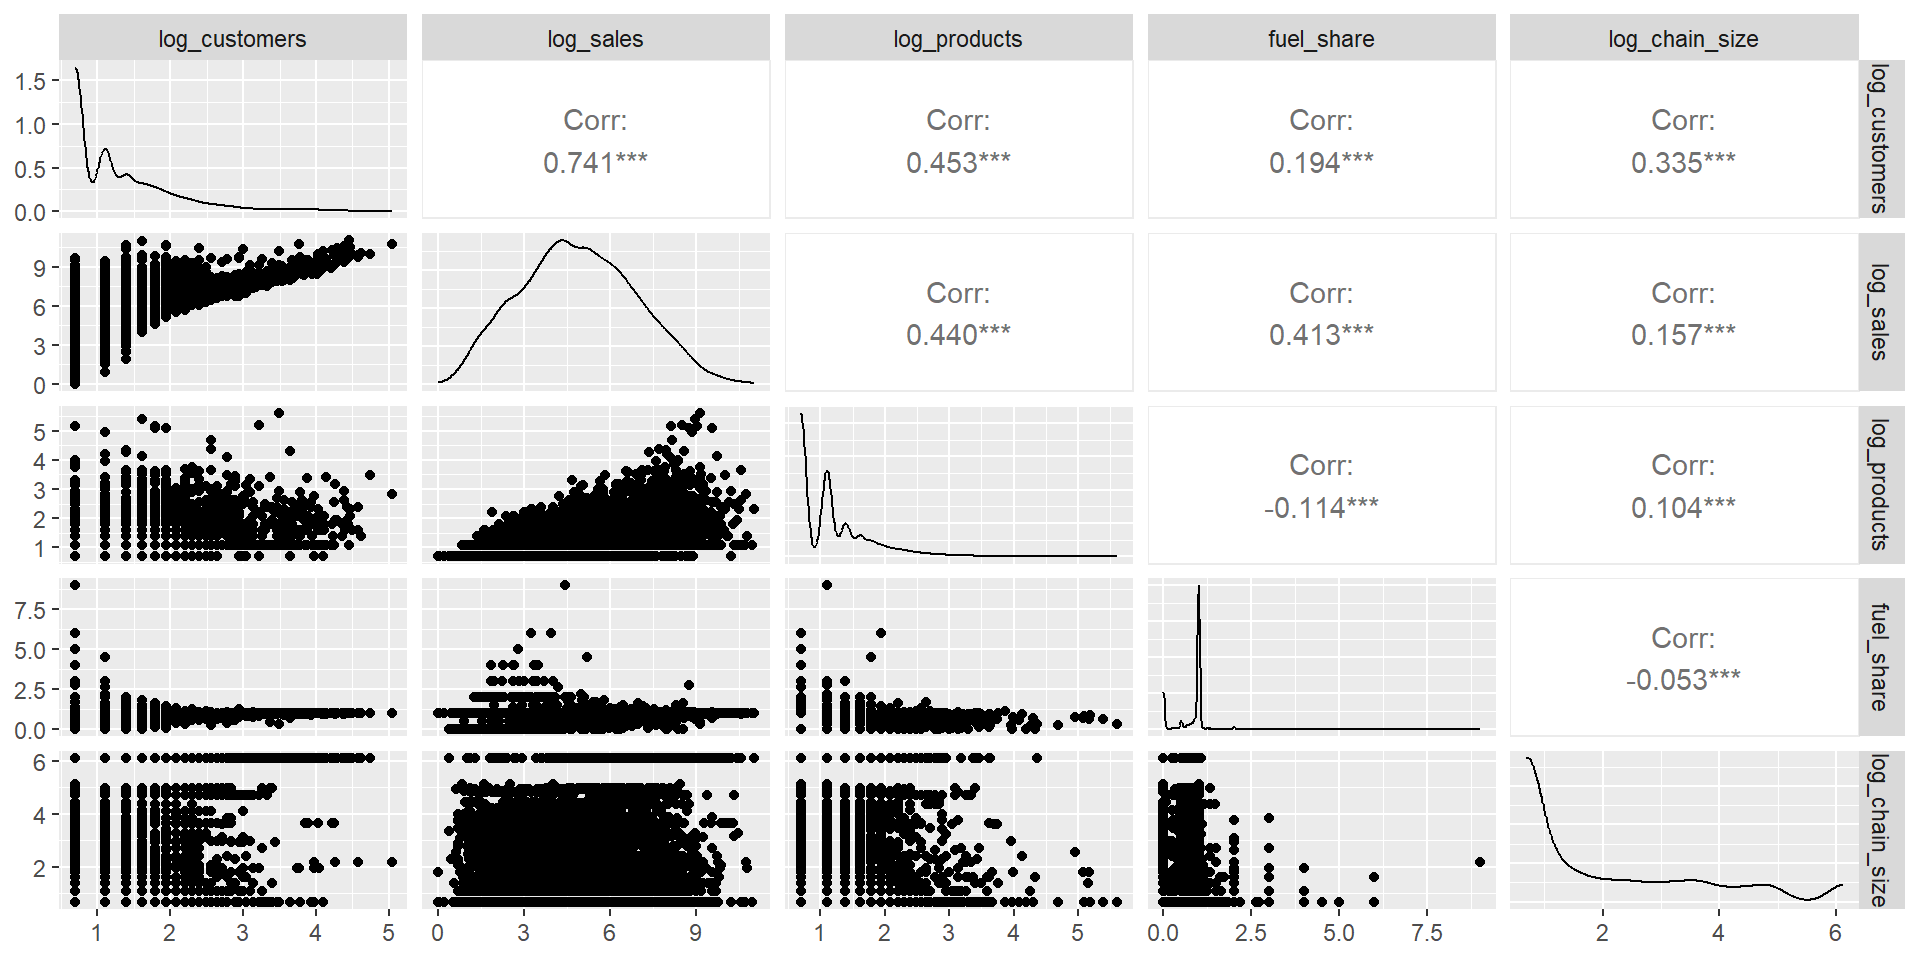 log_customers log_sales log_products fuel_share log_chain_size
1.5
1.0
0.5
0.0
Corr:
0.741***
Corr:
0.453***
Corr:
0.194***
Corr:
0.335***
log_customers
9
6
3
0
Corr:
0.440***
Corr:
0.413***
Corr:
0.157***
log_sales
5
4
3
2
1
Corr:
-0.114***
Corr:
0.104***
log_products
7.5
5.0
2.5
0.0
Corr:
-0.053***
fuel_share
6
4
2
log_chain_size
1 2 3 4 5 0 3 6 9 1 2 3 4 5 0.0 2.5 5.0 7.5 2 4 6